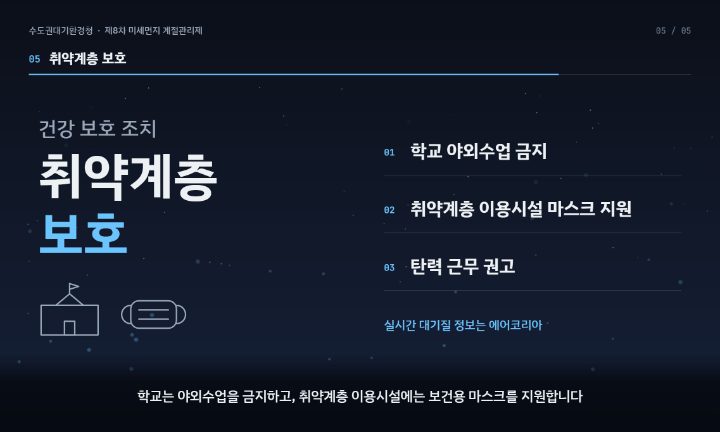 수도권대기환경청 · 제8차 미세먼지 계절관리제
05 / 05
05 취약계층 보호
건강 보호 조치
취약계층
보호
01 학교 야외수업 금지
02 취약계층 이용시설 마스크 지원
03 탄력 근무 권고
실시간 대기질 정보는 에어코리아
학교는 야외수업을 금지하고, 취약계층 이용시설에는 보건용 마스크를 지원합니다